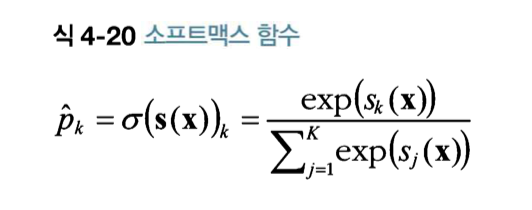 식 4-20 소프트맥스 함수
p̂ₖ = σ(s(x))ₖ = exp(sₖ(x)) / ∑ⱼ₌₁ᴷ exp(sⱼ(x))